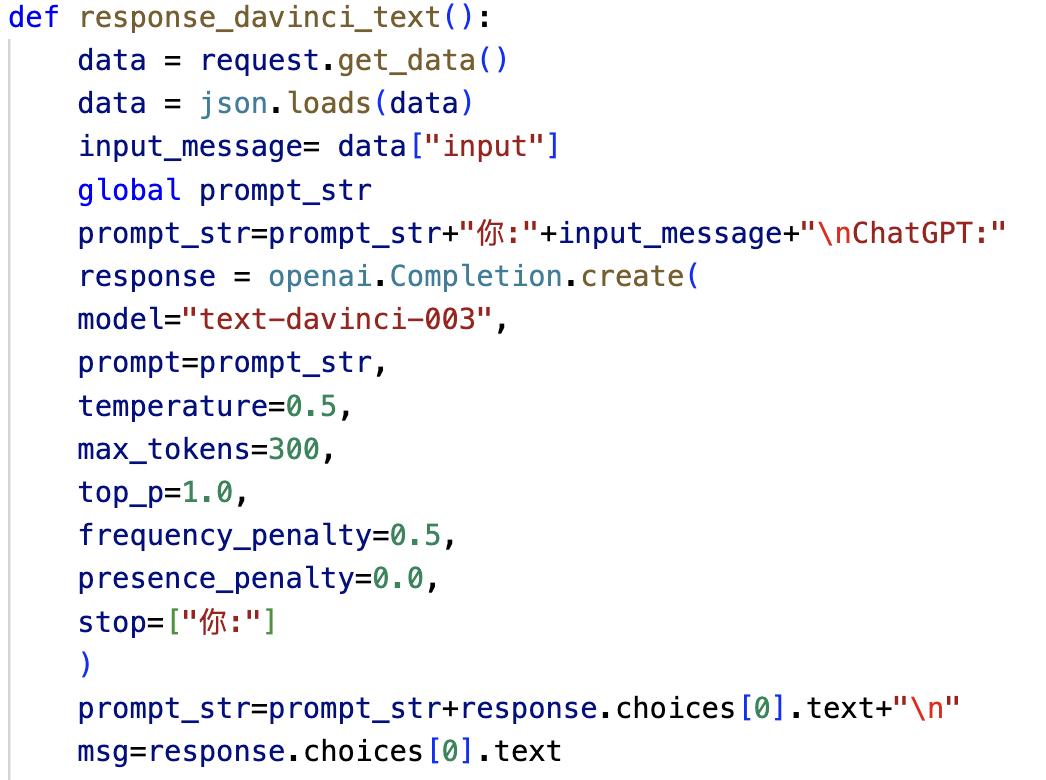 def response_davinci_text():
    data = request.get_data()
    data = json.loads(data)
    input_message= data["input"]
    global prompt_str
    prompt_str=prompt_str+"你:"+input_message+"\nChatGPT:"
    response = openai.Completion.create(
    model="text-davinci-003",
    prompt=prompt_str,
    temperature=0.5,
    max_tokens=300,
    top_p=1.0,
    frequency_penalty=0.5,
    presence_penalty=0.0,
    stop=["你:"]
    )
    prompt_str=prompt_str+response.choices[0].text+"\n"
    msg=response.choices[0].text